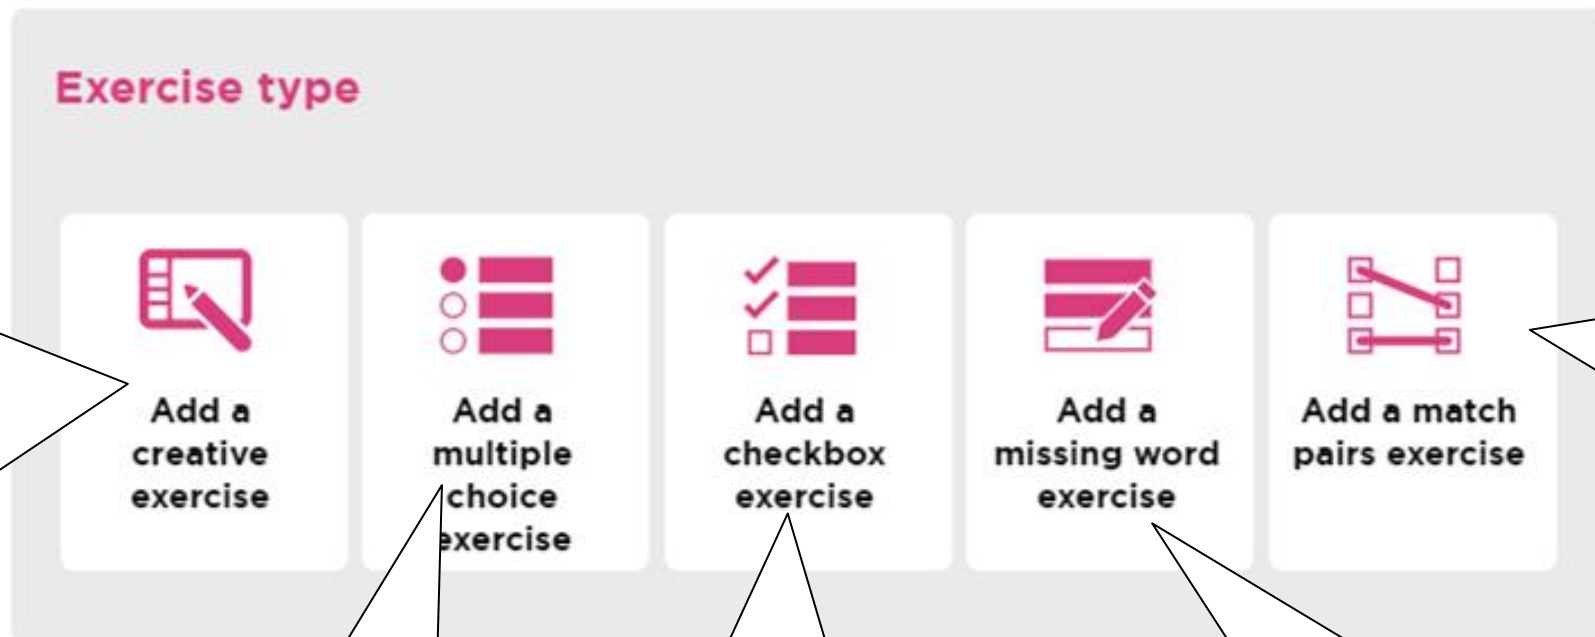 Exercise type
Add a
creative
exercise
Add a
multiple
choice
exercise
Add a
checkbox
exercise
Add a
missing word
exercise
Add a match
pairs exercise